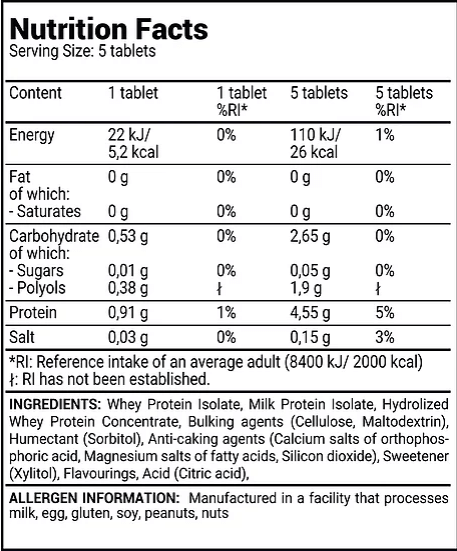 Nutrition Facts
Serving Size: 5 tablets
Content 1 tablet 1 tablet %RI* 5 tablets 5 tablets %RI*
Energy 22 kJ/ 5,2 kcal 0% 110 kJ/ 26 kcal 1%
Fat 0 g 0% 0 g 0%
of which:
- Saturates 0 g 0% 0 g 0%
Carbohydrate 0,53 g 0% 2,65 g 0%
of which:
- Sugars 0,01 g 0% 0,05 g 0%
- Polyols 0,38 g ƚ 1,9 g ƚ
Protein 0,91 g 1% 4,55 g 5%
Salt 0,03 g 0% 0,15 g 3%
*RI: Reference intake of an average adult (8400 kJ/ 2000 kcal)
ƚ: RI has not been established.
INGREDIENTS: Whey Protein Isolate, Milk Protein Isolate, Hydrolized
Whey Protein Concentrate, Bulking agents (Cellulose, Maltodextrin),
Humectant (Sorbitol), Anti-caking agents (Calcium salts of orthophos-
phoric acid, Magnesium salts of fatty acids, Silicon dioxide), Sweetener
(Xylitol), Flavourings, Acid (Citric acid),
ALLERGEN INFORMATION: Manufactured in a facility that processes
milk, egg, gluten, soy, peanuts, nuts